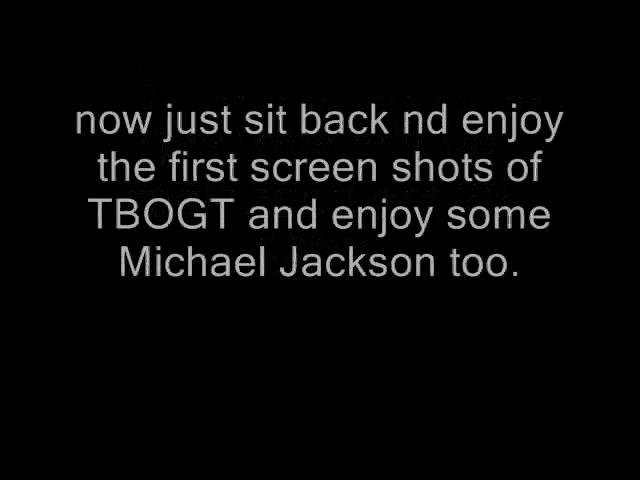 now just sit back nd enjoy
the first screen shots of
TBOGT and enjoy some
Michael Jackson too.